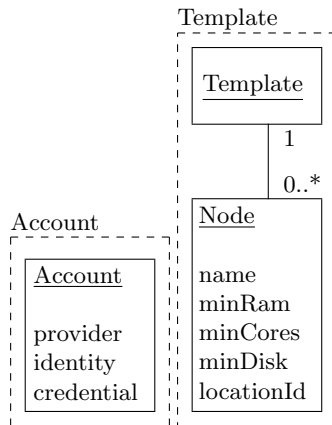 Template
Template
1
0..*
Node
name
minRam
minCores
minDisk
locationId
Account
Account
provider
identity
credential